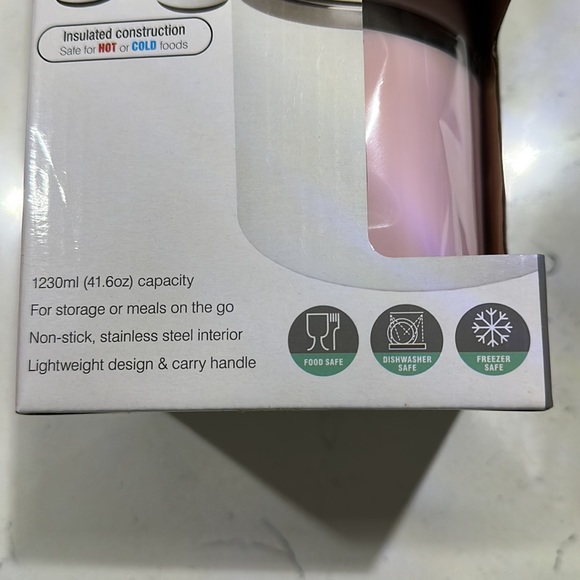 Insulated construction
Safe for HOT or COLD foods
1230ml (41.6oz) capacity
For storage or meals on the go
Non-stick, stainless steel interior
Lightweight design & carry handle
FOOD SAFE
DISHWASHER
SAFE
FREEZER
SAFE